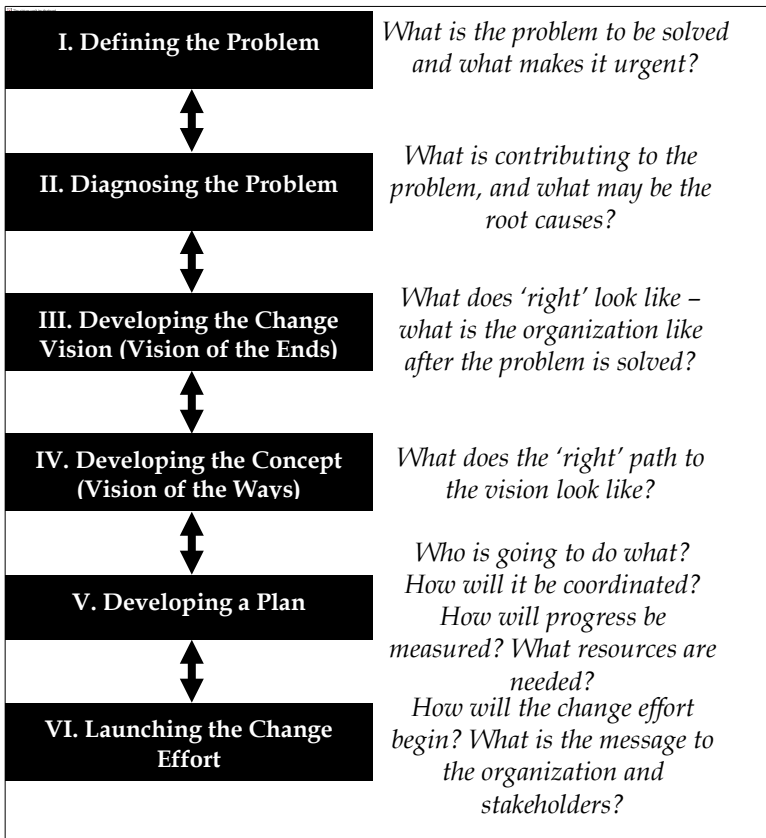 I. Defining the Problem
What is the problem to be solved
and what makes it urgent?
II. Diagnosing the Problem
What is contributing to the
problem, and what may be the
root causes?
III. Developing the Change
Vision (Vision of the Ends)
What does ‘right’ look like –
what is the organization like
after the problem is solved?
IV. Developing the Concept
(Vision of the Ways)
What does the ‘right’ path to
the vision look like?
V. Developing a Plan
Who is going to do what?
How will it be coordinated?
How will progress be
measured? What resources are
needed?
VI. Launching the Change
Effort
How will the change effort
begin? What is the message to
the organization and
stakeholders?